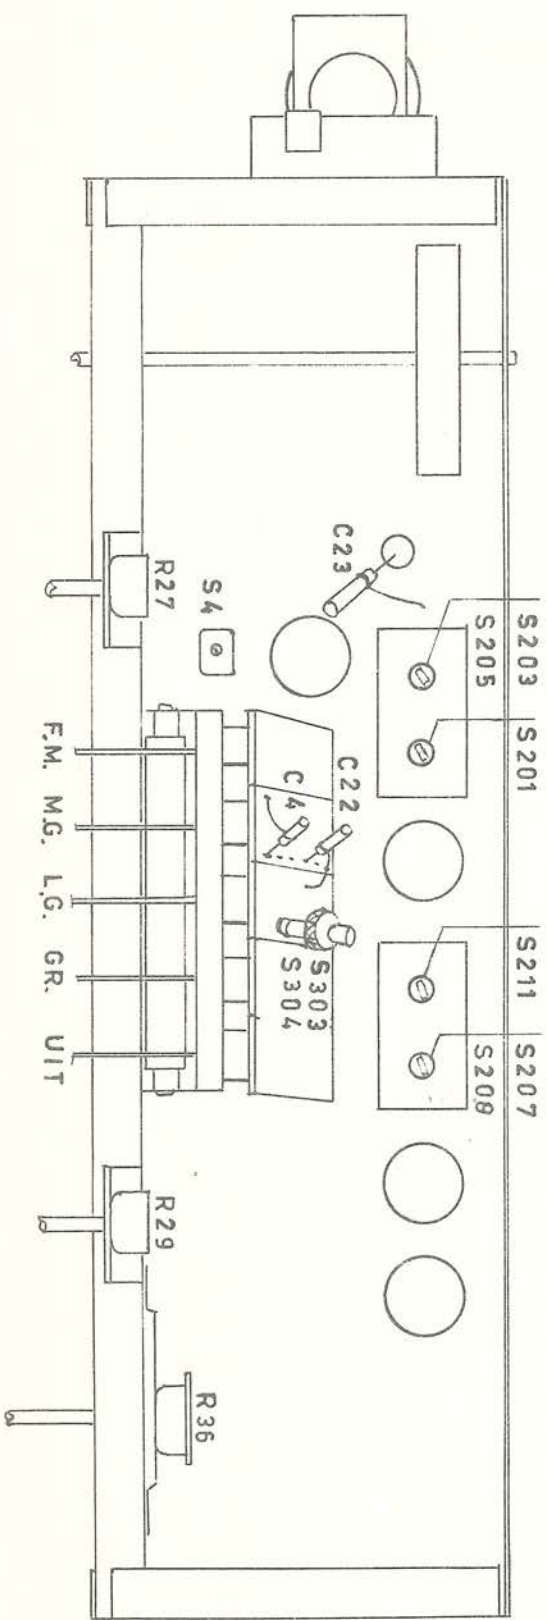 S203
S205
S201
S211
S207
S208
C23
C22
C4
S303
S304
S4
R27
R29
R36
F.M.
M.G.
L.G.
GR.
UIT